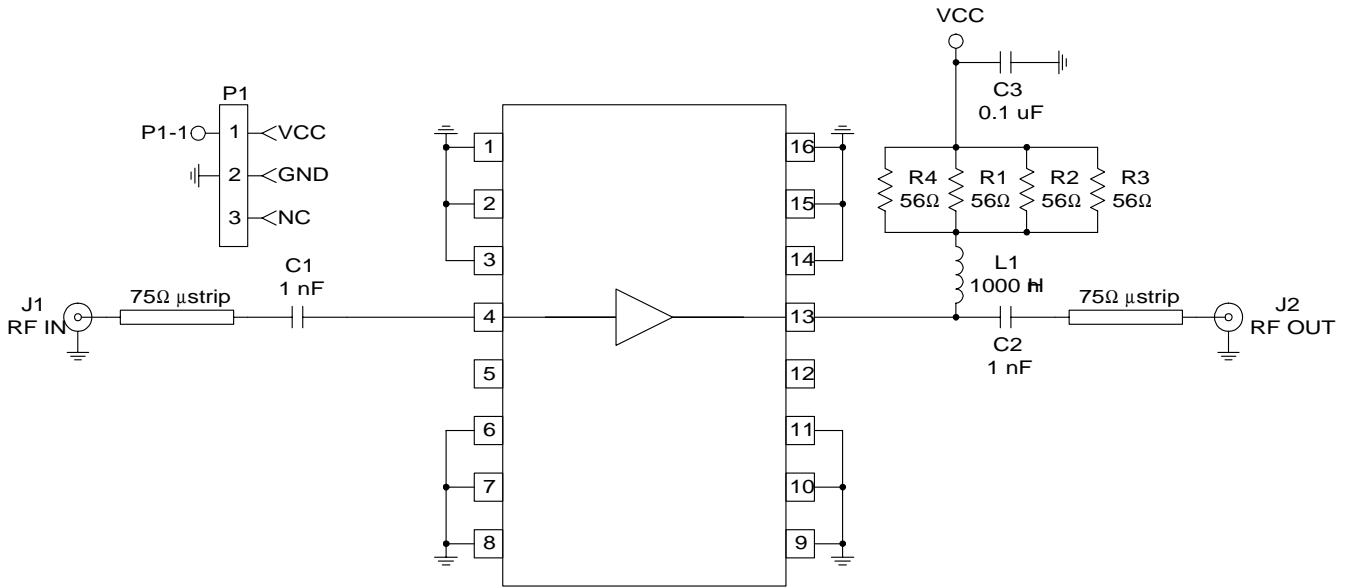 VCC
C3
0.1 uF
P1
P1-1 1 VCC
2 GND
3 NC
1
2
3
4
5
6
7
8
16
15
14
13
12
11
10
9
R4
56Ω
R1
56Ω
R2
56Ω
R3
56Ω
L1
1000 nH
C1
1 nF
J1
RF IN
75Ω µstrip
C2
1 nF
75Ω µstrip
J2
RF OUT